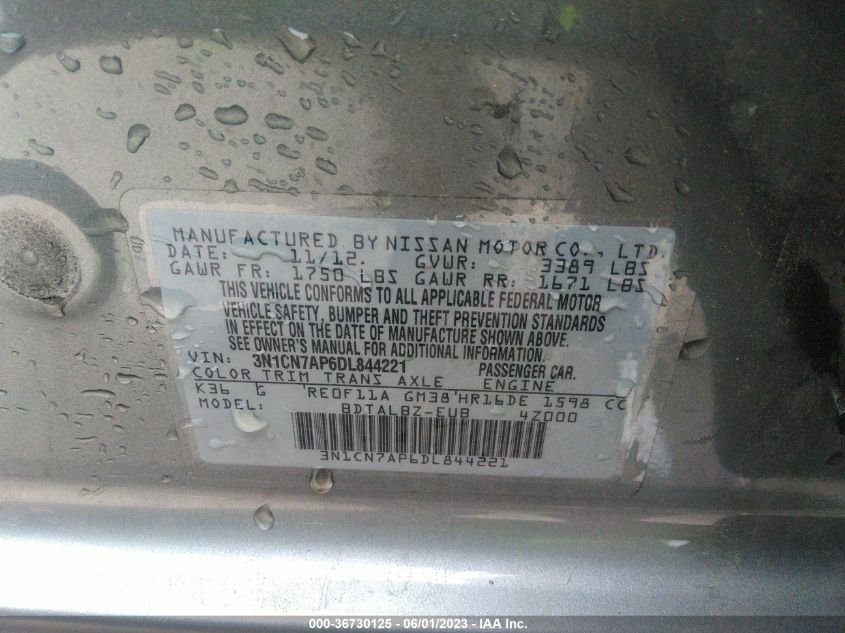 MANUFACTURED BY NISSAN MOTOR CO., LTD.
DATE: 11/12 GVWR: 3389 LBS
GAWR FR: 1750 LBS GAWR RR: 1671 LBS
THIS VEHICLE CONFORMS TO ALL APPLICABLE FEDERAL MOTOR
VEHICLE SAFETY, BUMPER AND THEFT PREVENTION STANDARDS
IN EFFECT ON THE DATE OF MANUFACTURE SHOWN ABOVE.
SEE OWNER'S MANUAL FOR ADDITIONAL INFORMATION.
VIN: 3N1CN7AP6DL844221 PASSENGER CAR.
COLOR TRIM TRANS AXLE ENGINE
K36 G RE0F11A GM38 HR16DE 1598 CC
MODEL: BDTALBZ-EUB 4Z000
3N1CN7AP6DL844221
000-36730125 - 06/01/2023 - IAAI.com